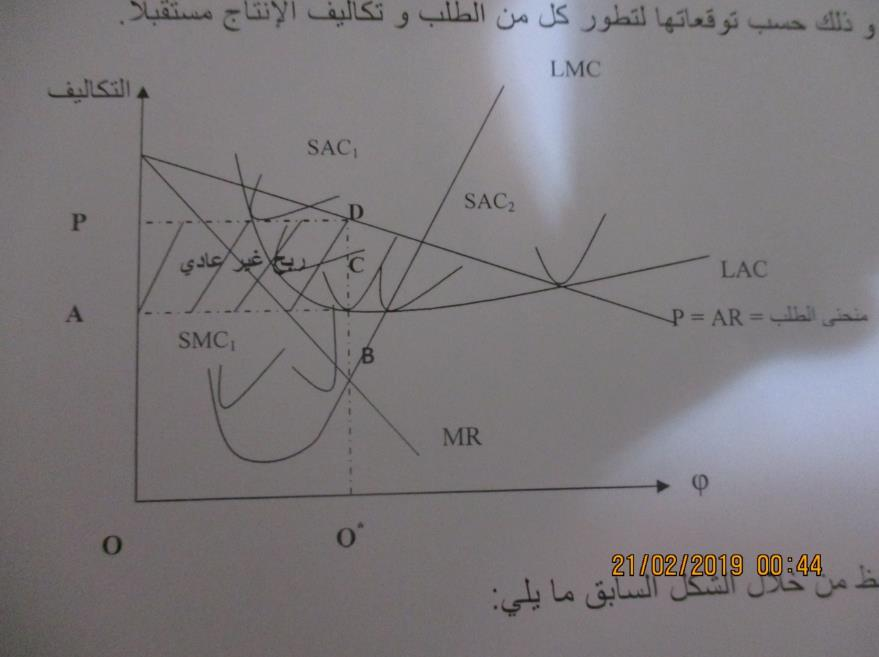 و ذلك حسب توقعاتها لتطور كل من الطلب و تكاليف الإنتاج مستقبلا.
LMC
التكاليف
SAC₁
SAC₂
P
D
ربح غير عادي
C
LAC
A
P = AR = منحنى الطلب
SMC₁
B
MR
φ
O
O*
21/02/2019 00:44
من خلال الشكل السابق ما يلي: